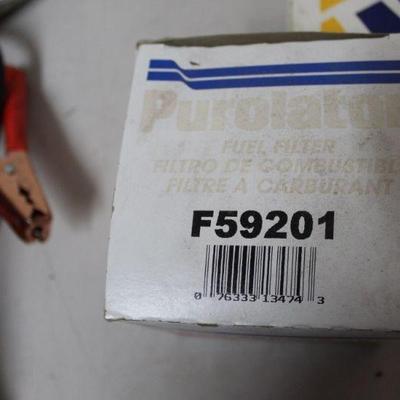 Purolator
FUEL FILTER
FILTRO DE COMBUSTIBLE
FILTRE A CARBURANT
F59201
0 76333 13474 3